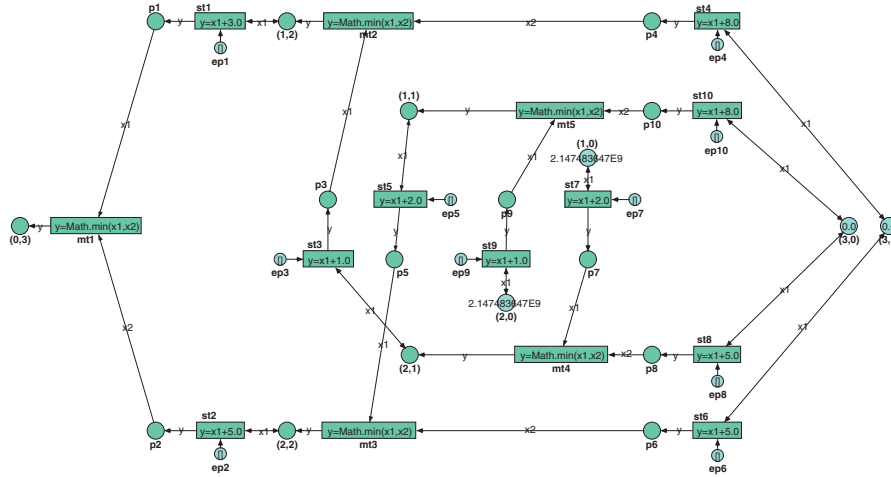 p1
st1
y=x1+3.0
y
x1
(1,2)
ep1
y
y=Math.min(x1,x2)
mt2
x2
p4
y
st4
y=x1+8.0
[]
ep4
[]
x1
x1
x1
(1,1)
y
y=Math.min(x1,x2)
mt5
x2
p10
y
st10
y=x1+8.0
[]
ep10
x1
x1
x1
(1,0)
2.147483647E9
x1
p3
st5
y=x1+2.0
[]
ep5
p9
st7
y=x1+2.0
[]
ep7
(0,3)
y
y=Math.min(x1,x2)
mt1
y
y
y
y
0.0
(3,0)
0.
(3,
st3
y=x1+1.0
[]
ep3
p5
st9
y=x1+1.0
[]
ep9
p7
x1
2.147483647E9
(2,0)
x1
x1
x1
x1
x1
x2
(2,1)
y
y=Math.min(x1,x2)
mt4
x2
p8
y
st8
y=x1+5.0
[]
ep8
p2
y
st2
y=x1+5.0
[]
ep2
x1
(2,2)
y
y=Math.min(x1,x2)
mt3
x2
p6
y
st6
y=x1+5.0
[]
ep6